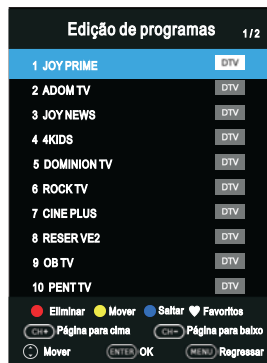 Edição de programas 1/2
1 JOY PRIME DTV
2 ADOM TV DTV
3 JOY NEWS DTV
4 4KIDS DTV
5 DOMINION TV DTV
6 ROCK TV DTV
7 CINE PLUS DTV
8 RESER VE2 DTV
9 OB TV DTV
10 PENT TV DTV
Eliminar Mover Saltar Favoritos
CH+ Página para cima CH- Página para baixo
Mover ENTER OK MENU Regressar